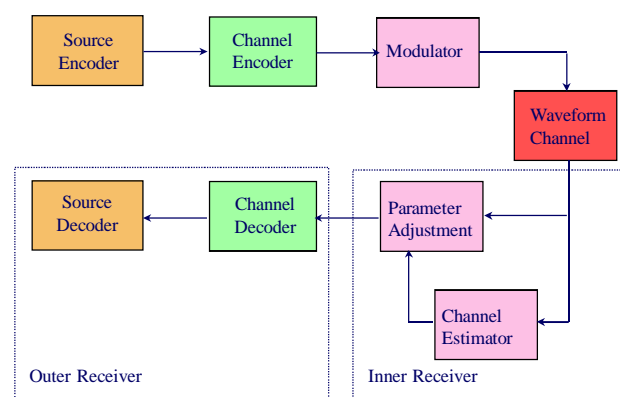 Source
Encoder
Channel
Encoder
Modulator
Waveform
Channel
Source
Decoder
Channel
Decoder
Parameter
Adjustment
Channel
Estimator
Outer Receiver
Inner Receiver